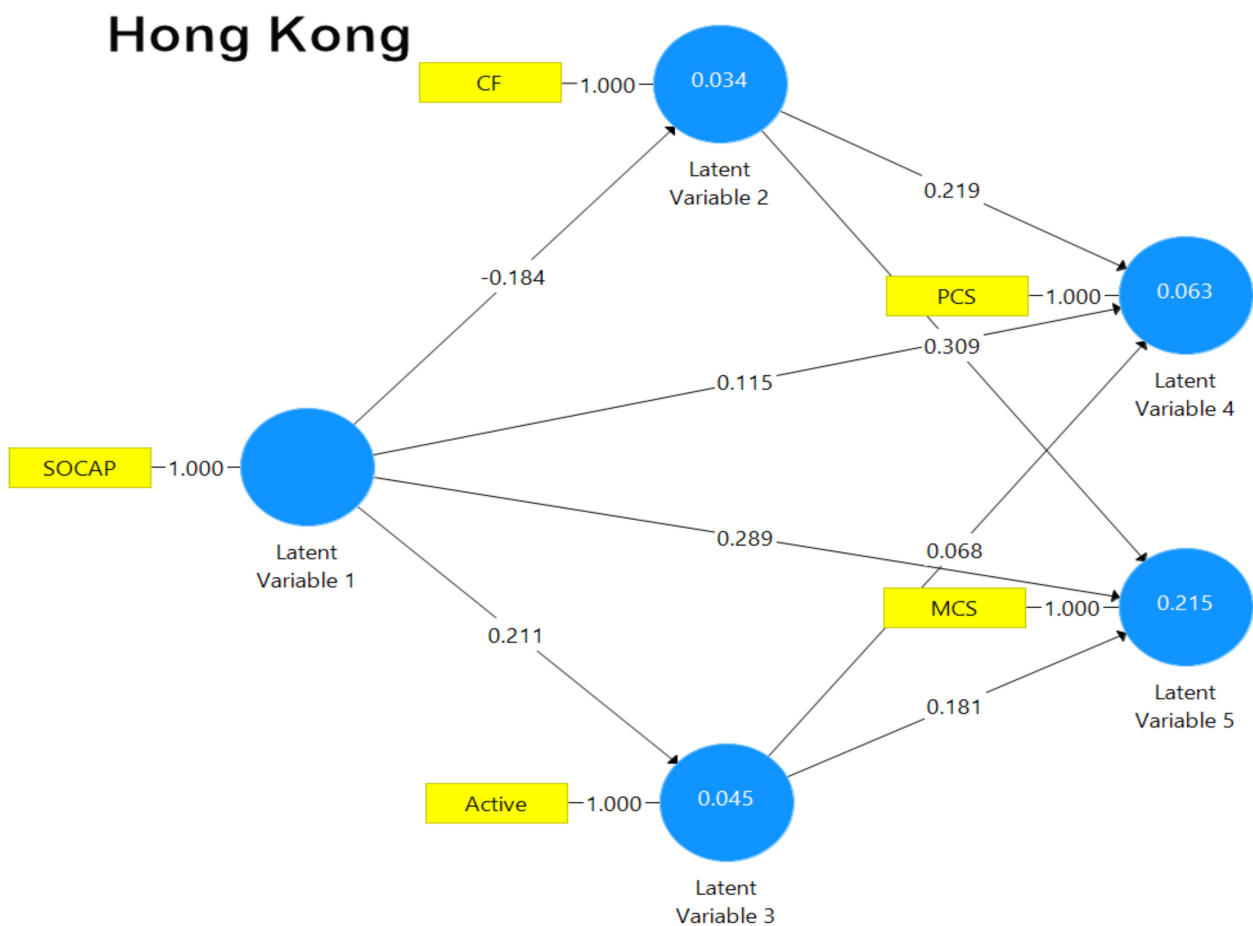 Hong Kong
CF
1.000
0.034
Latent
Variable 2
0.219
-0.184
PCS
1.000
0.063
0.309
Latent
Variable 4
0.115
SOCAP
1.000
Latent
Variable 1
0.289
0.068
MCS
1.000
0.215
0.211
Latent
Variable 5
0.181
Active
1.000
0.045
Latent
Variable 3